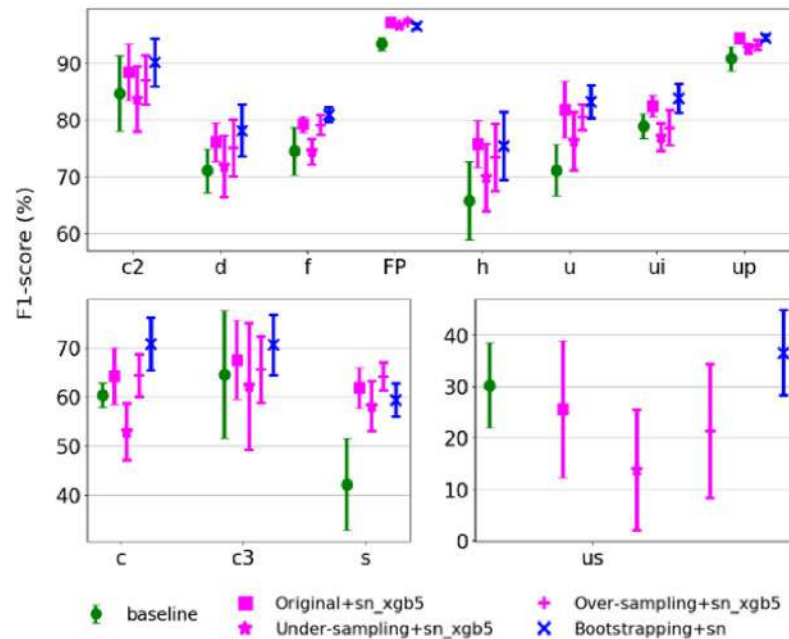 F1-score (%)
90
80
70
60
c2 d f FP h u ui up
70
60
50
40
c c3 s
40
30
20
10
0
us
baseline
Original+sn_xgb5
Under-sampling+sn_xgb5
Over-sampling+sn_xgb5
Bootstrapping+sn